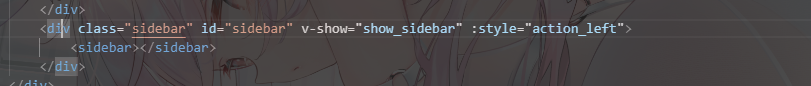 </div>
<div class="sidebar" id="sidebar" v-show="show_sidebar" :style="action_left">
<sidebar></sidebar>
</div>
</div>